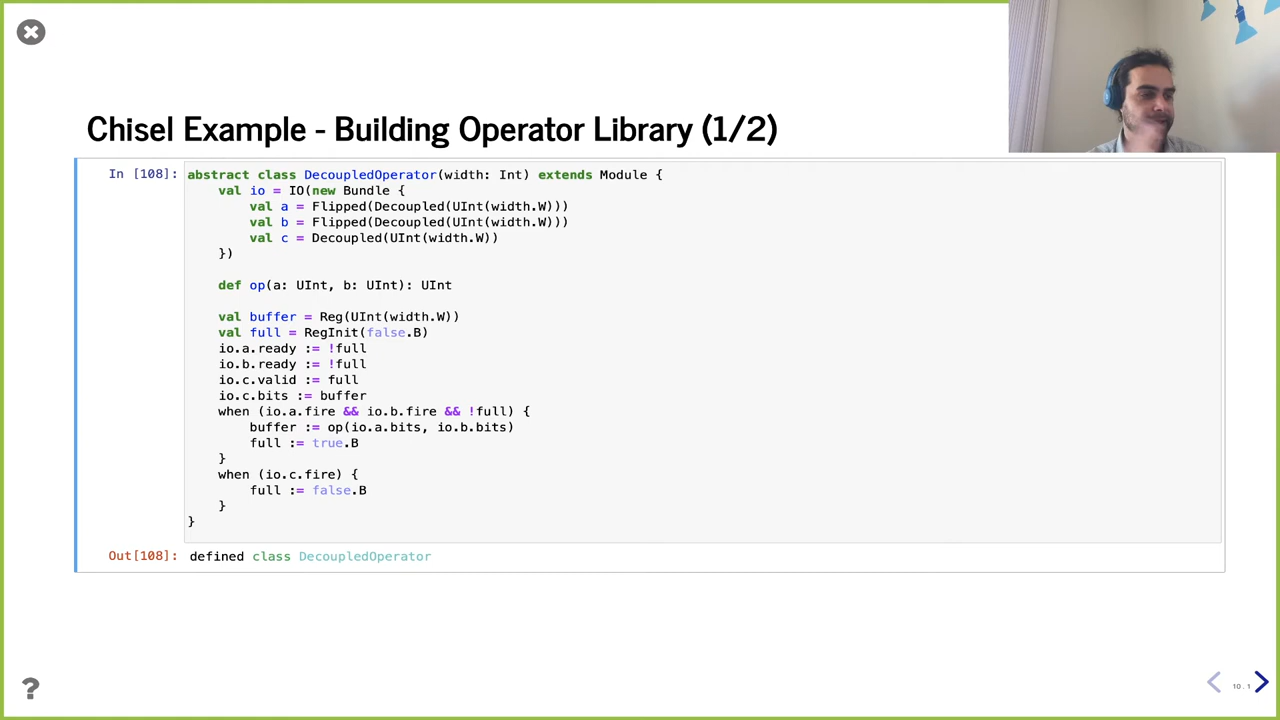 Chisel Example - Building Operator Library (1/2)
In [108]: abstract class DecoupledOperator(width: Int) extends Module {
val io = IO(new Bundle {
val a = Flipped(Decoupled(UInt(width.W)))
val b = Flipped(Decoupled(UInt(width.W)))
val c = Decoupled(UInt(width.W))
})
def op(a: UInt, b: UInt): UInt
val buffer = Reg(UInt(width.W))
val full = RegInit(false.B)
io.a.ready := !full
io.b.ready := !full
io.c.valid := full
io.c.bits := buffer
when (io.a.fire && io.b.fire && !full) {
buffer := op(io.a.bits, io.b.bits)
full := true.B
}
when (io.c.fire) {
full := false.B
}
}
Out[108]: defined class DecoupledOperator
?
10.1